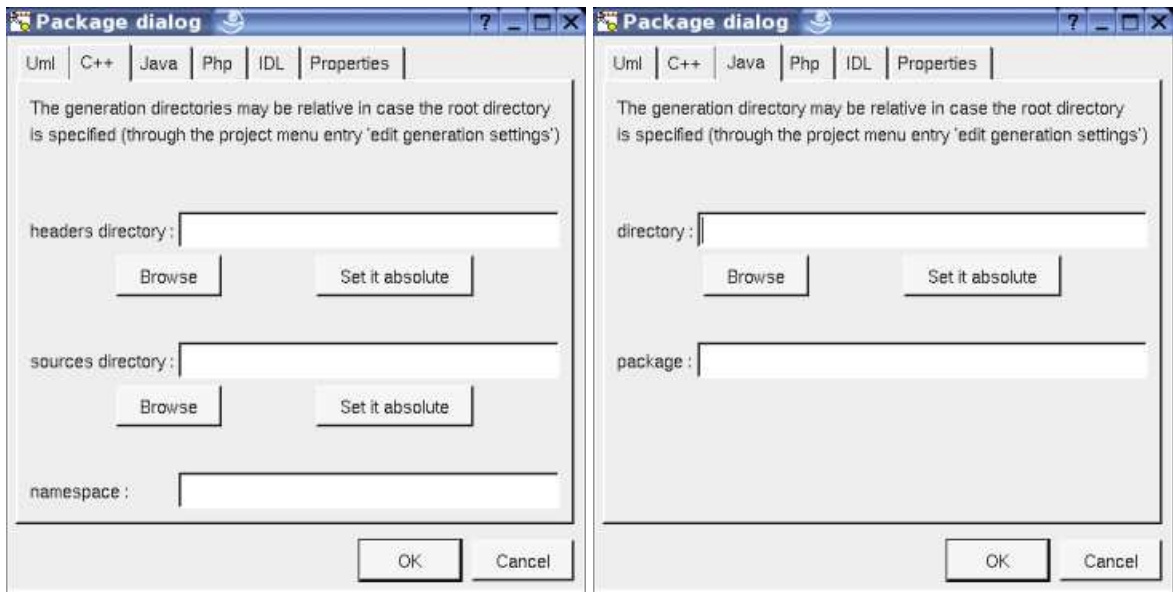 Package dialog
Uml C++ Java Php IDL Properties
The generation directories may be relative in case the root directory
is specified (through the project menu entry 'edit generation settings')
headers directory :
Browse Set it absolute
sources directory :
Browse Set it absolute
namespace :
OK Cancel
Package dialog
Uml C++ Java Php IDL Properties
The generation directory may be relative in case the root directory
is specified (through the project menu entry 'edit generation settings')
directory :
Browse Set it absolute
package :
OK Cancel